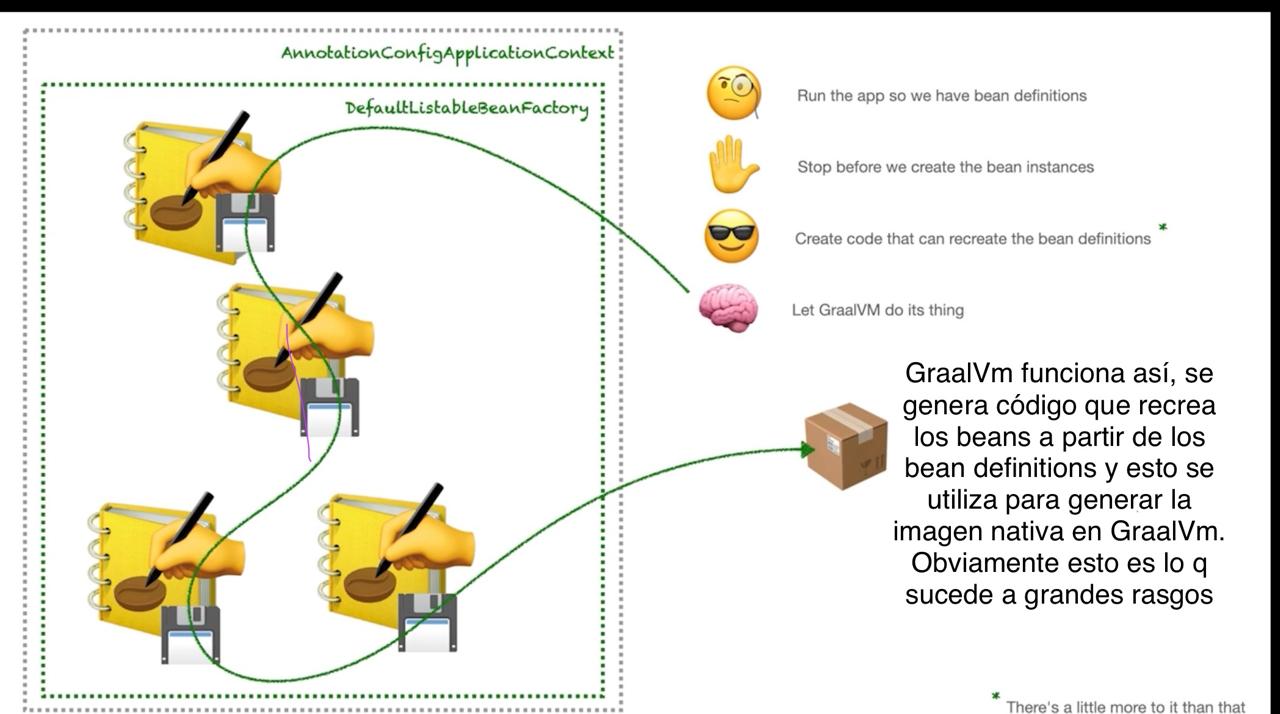 AnnotationConfigApplicationContext
DefaultListableBeanFactory
Run the app so we have bean definitions
Stop before we create the bean instances
Create code that can recreate the bean definitions *
Let GraalVM do its thing
GraalVm funciona así, se
genera código que recrea
los beans a partir de los
bean definitions y esto se
utiliza para generar la
imagen nativa en GraalVm.
Obviamente esto es lo q
sucede a grandes rasgos
* There's a little more to it than that